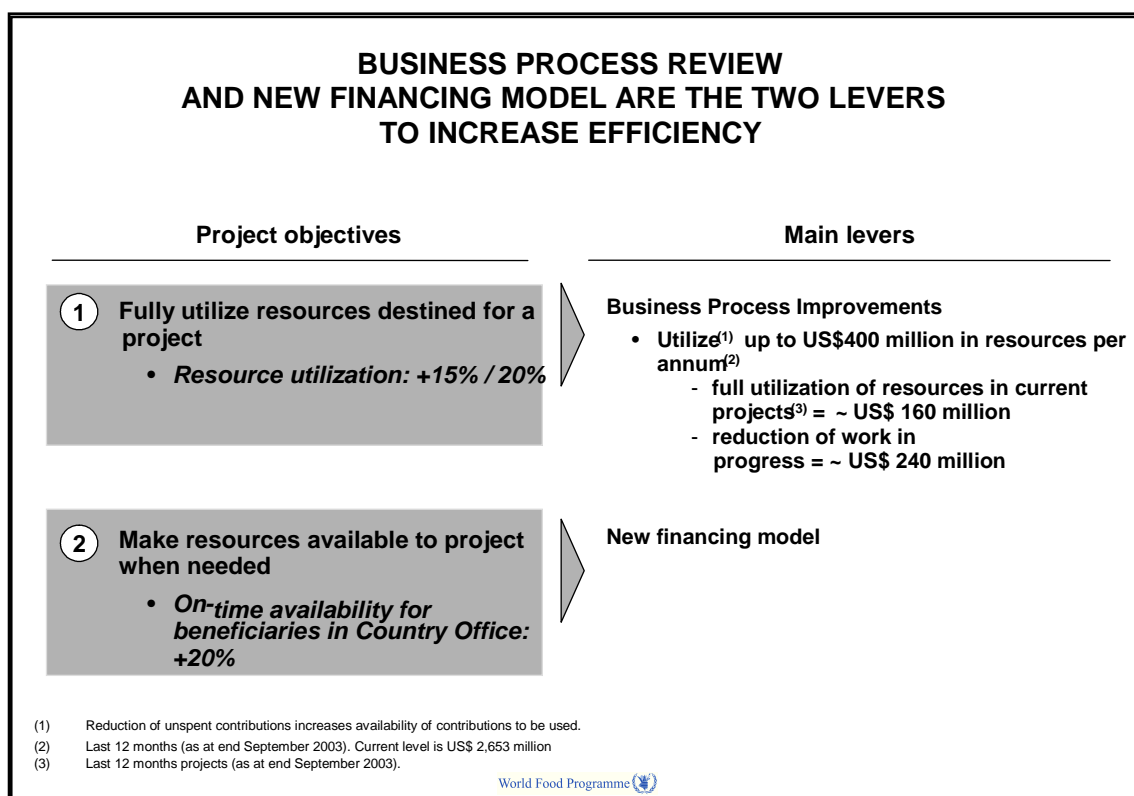 BUSINESS PROCESS REVIEW
AND NEW FINANCING MODEL ARE THE TWO LEVERS
TO INCREASE EFFICIENCY
Project objectives
Main levers
1 Fully utilize resources destined for a
project
• Resource utilization: +15% / 20%
Business Process Improvements
• Utilize(1) up to US$400 million in resources per
annum(2)
- full utilization of resources in current
projects(3) = ~ US$ 160 million
- reduction of work in
progress = ~ US$ 240 million
2 Make resources available to project
when needed
• On-time availability for
beneficiaries in Country Office:
+20%
New financing model
(1) Reduction of unspent contributions increases availability of contributions to be used.
(2) Last 12 months (as at end September 2003). Current level is US$ 2,653 million
(3) Last 12 months projects (as at end September 2003).
World Food Programme